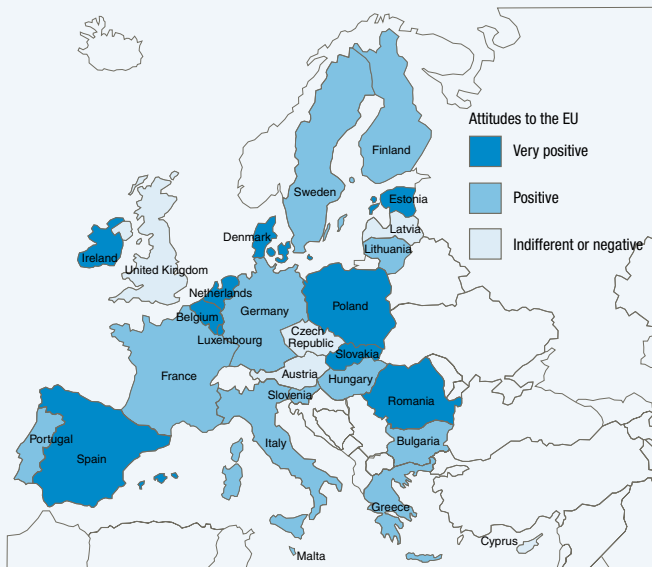 Attitudes to the EU
Very positive
Positive
Indifferent or negative
Finland
Sweden
Estonia
Latvia
Lithuania
Denmark
Ireland
United Kingdom
Netherlands
Belgium
Germany
Poland
Luxembourg
Czech
Republic
Slovakia
France
Austria
Hungary
Slovenia
Romania
Portugal
Spain
Italy
Bulgaria
Greece
Malta
Cyprus